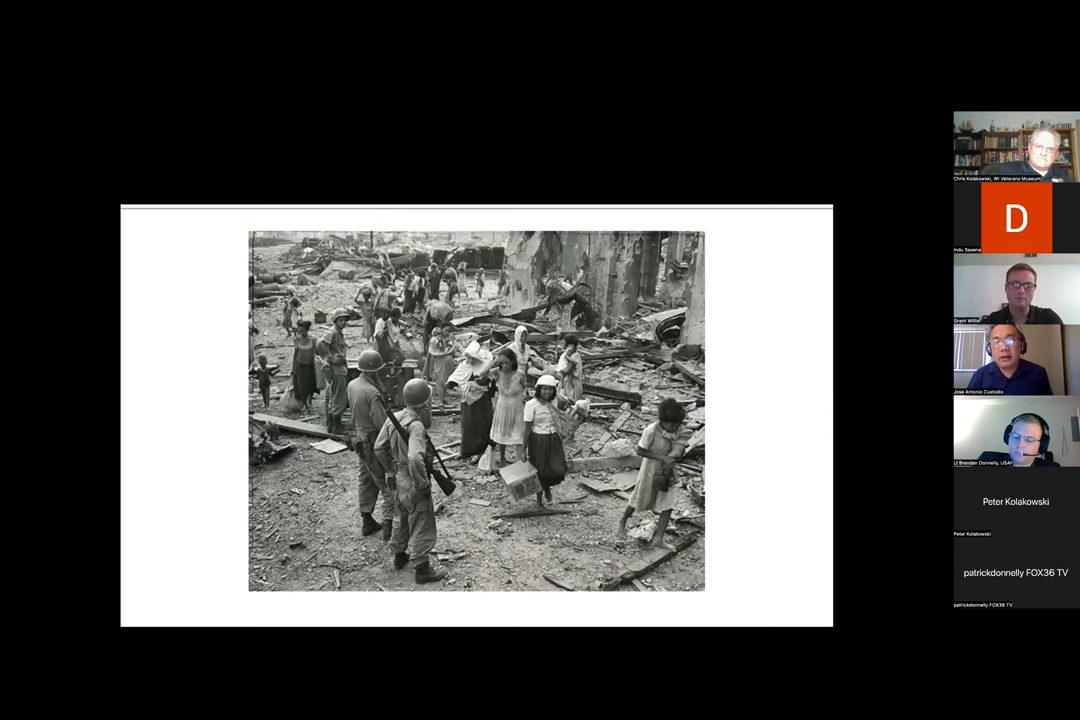 Chris Kolakowski, WI Veterans Museum
D
Indu Saxena
Grant Willis
Jose Antonio Custodio
Lt Brendan Donnelly, USAF
Peter Kolakowski
Peter Kolakowski
patrickdonnelly FOX36 TV
patrickdonnelly FOX36 TV